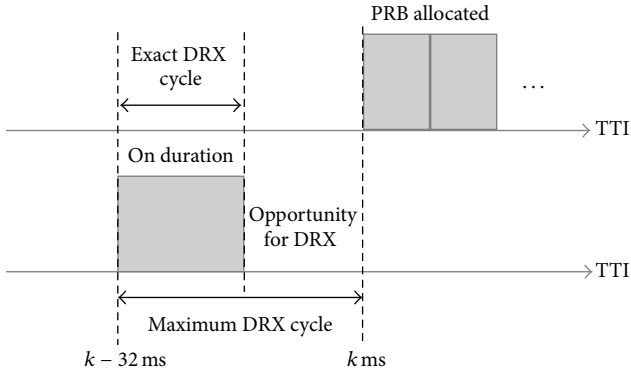 PRB allocated
Exact DRX
cycle
...
TTI
On duration
Opportunity
for DRX
TTI
Maximum DRX cycle
k − 32 ms
k ms